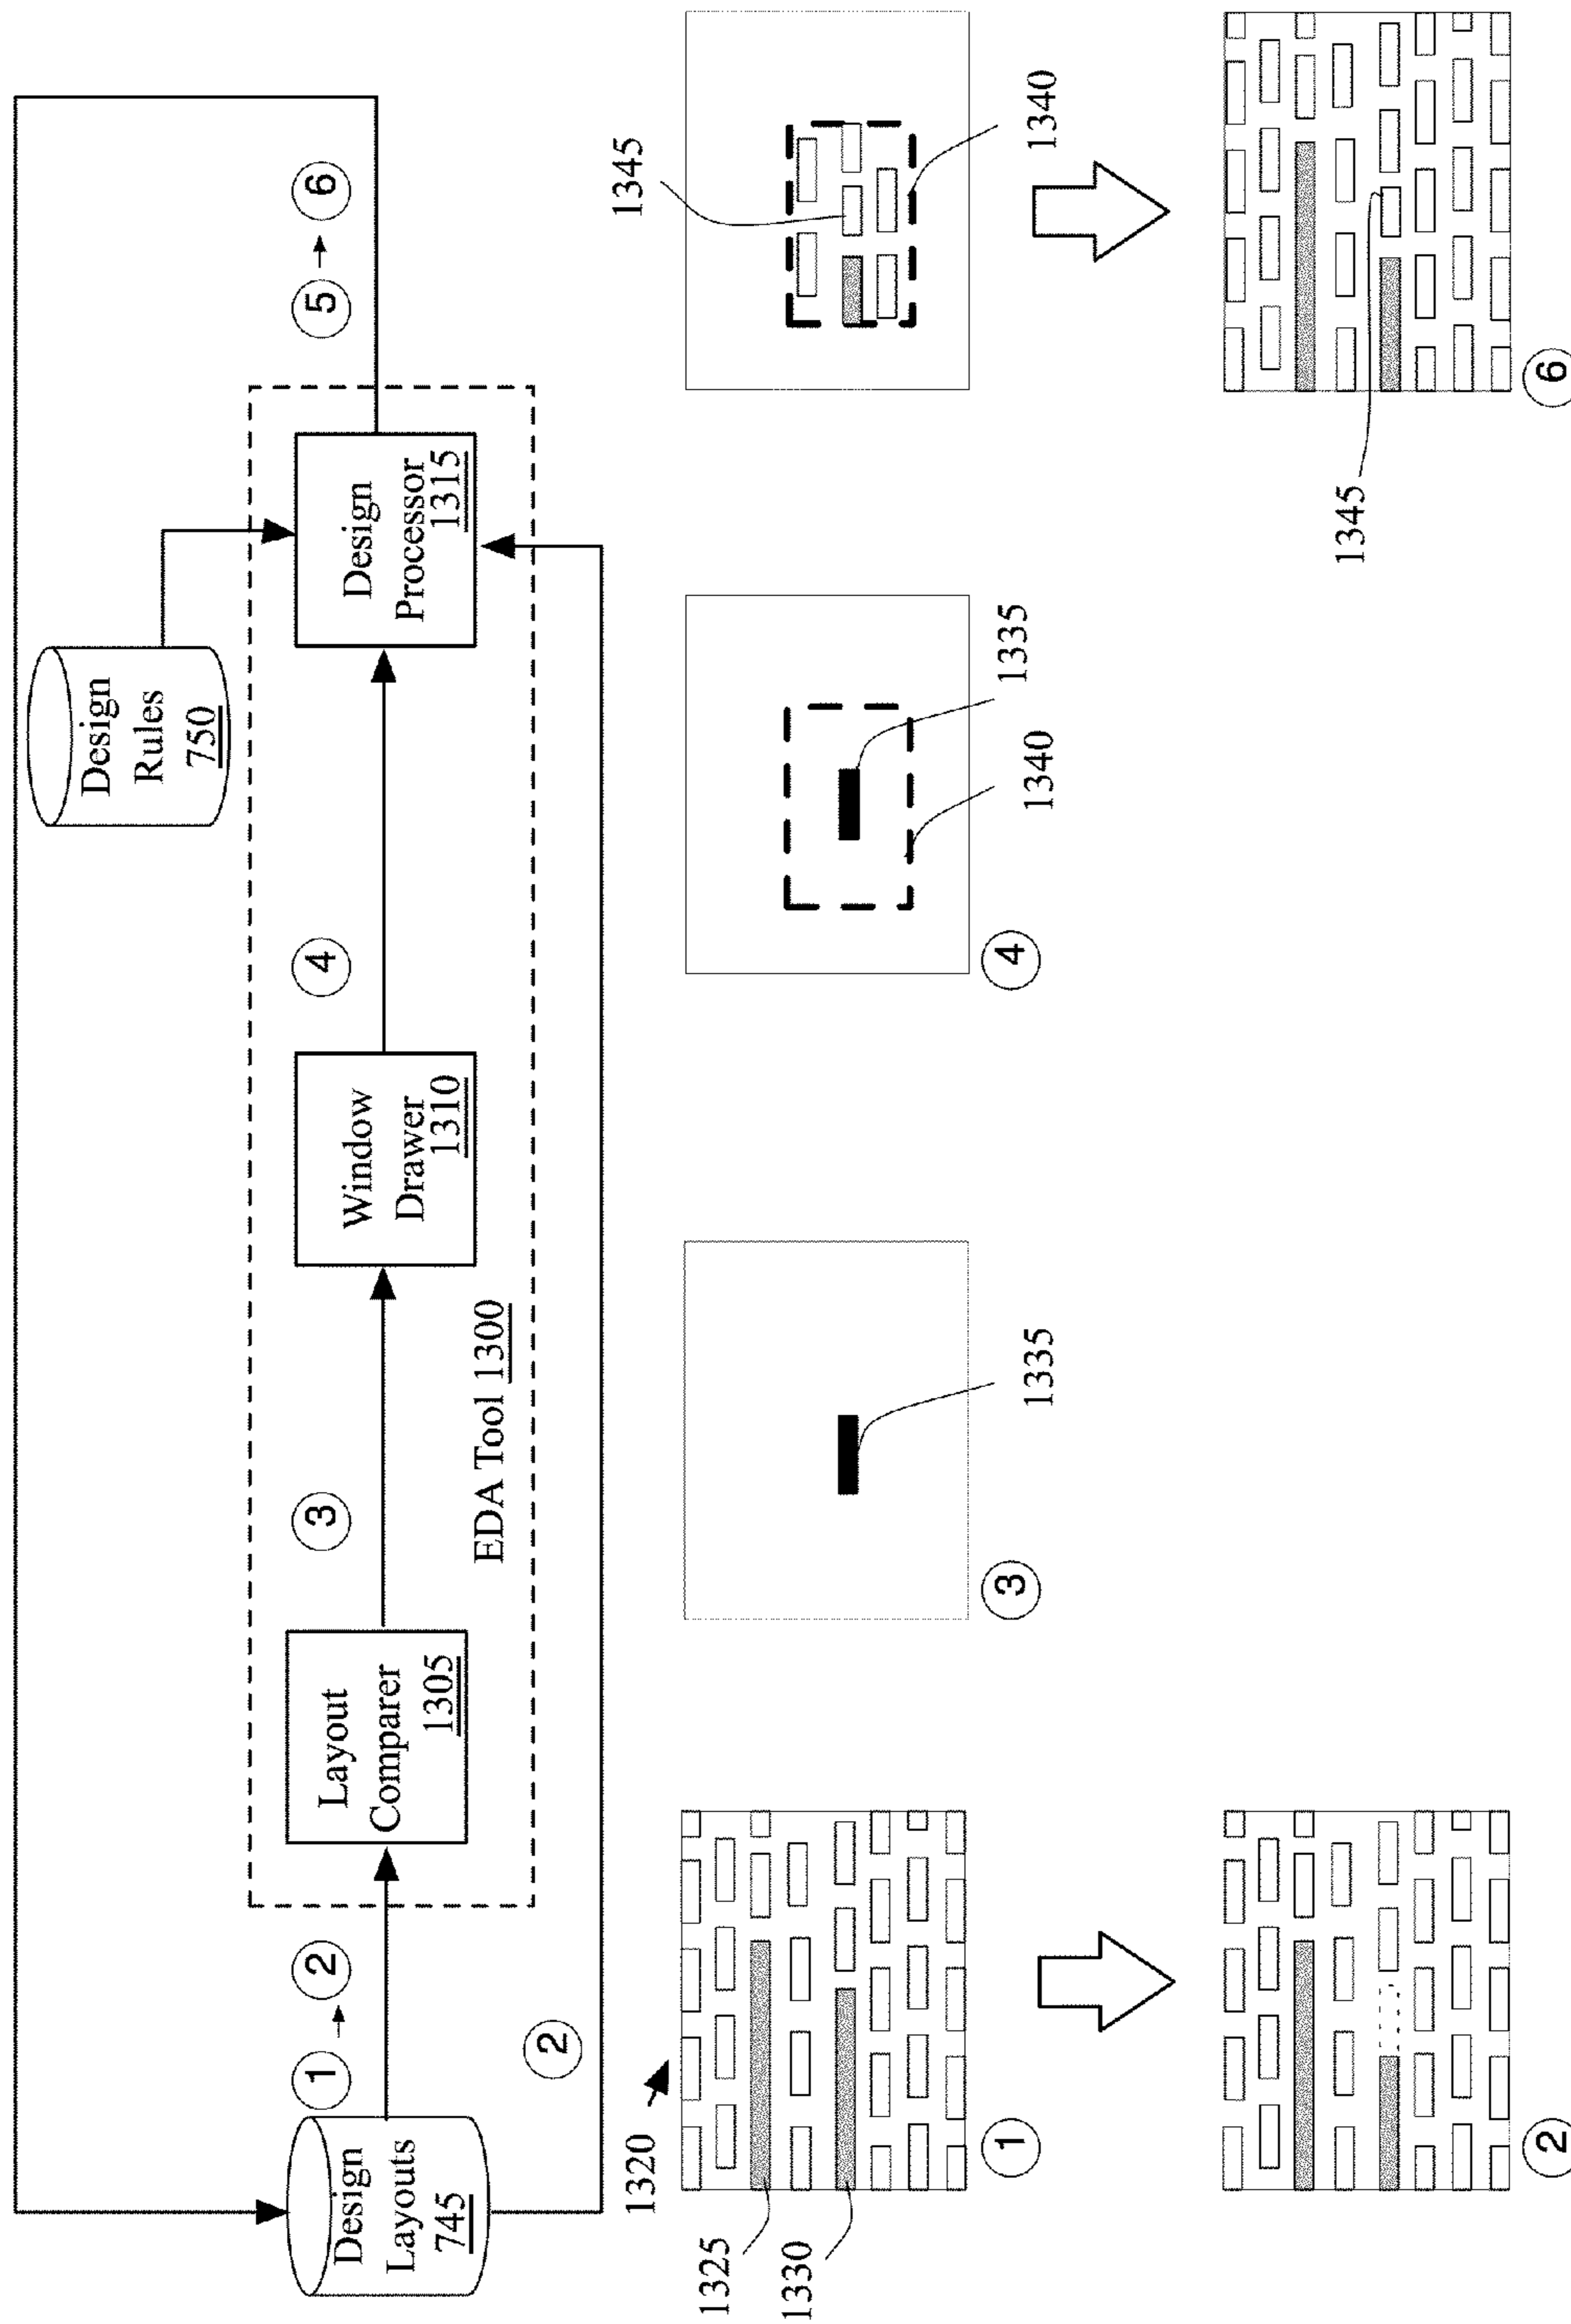 Design
Rules
750
① → ②
③
④
⑤ → ⑥
Design
Layouts
745
Layout
Comparer
1305
Window
Drawer
1310
Design
Processor
1315
EDA Tool 1300
②
1320
1325
1330
①
1335
③
1335
1340
④
1345
1340
②
1345
⑥